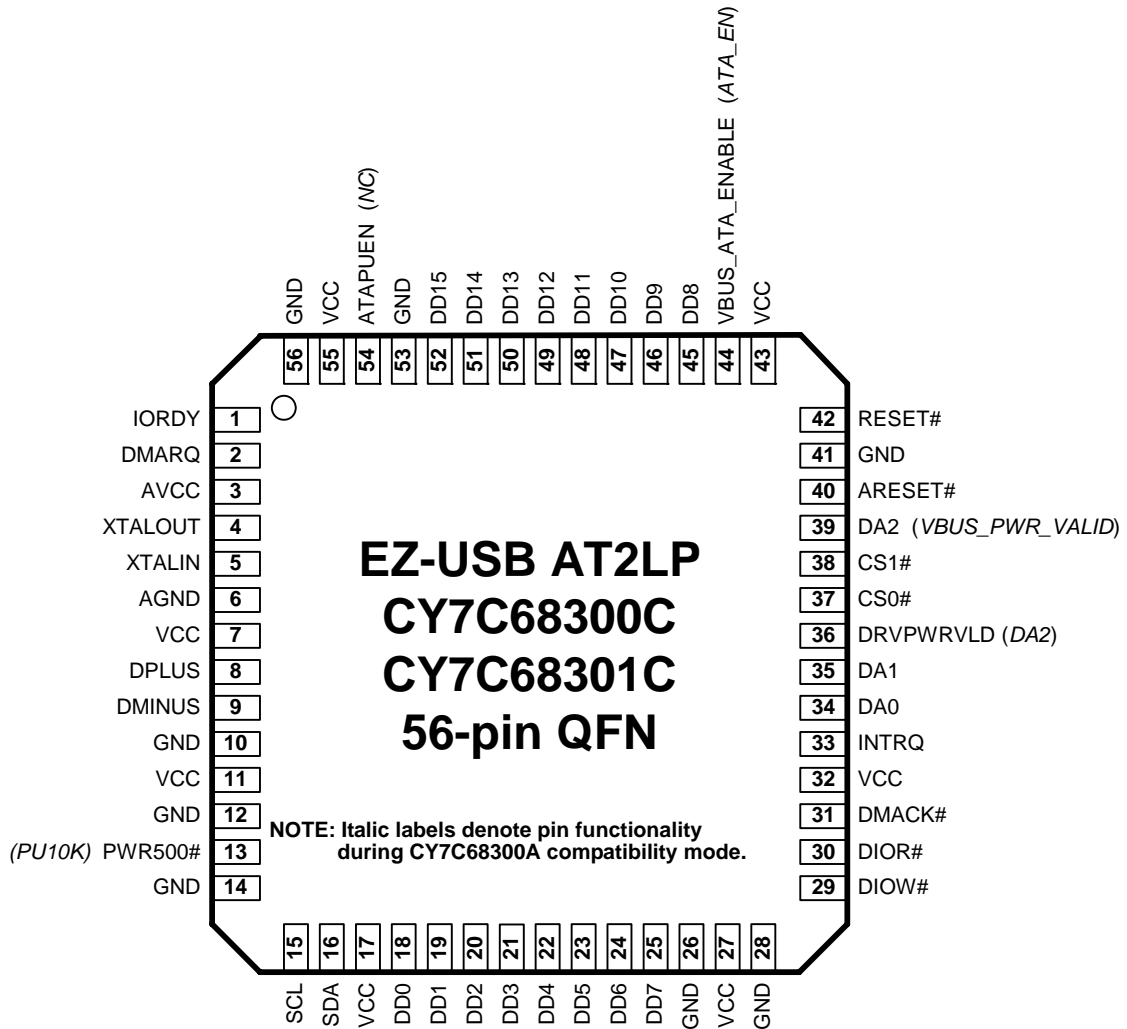 VBUS_ATA_ENABLE (ATA_EN)
ATAPUEN (NC)
GND
VCC
GND
DD15
DD14
DD13
DD12
DD11
DD10
DD9
DD8
VCC
56
55
54
53
52
51
50
49
48
47
46
45
44
43
IORDY 1
DMARQ 2
AVCC 3
XTALOUT 4
XTALIN 5
AGND 6
VCC 7
DPLUS 8
DMINUS 9
GND 10
VCC 11
GND 12
(PU10K) PWR500# 13
GND 14
EZ-USB AT2LP
CY7C68300C
CY7C68301C
56-pin QFN
NOTE: Italic labels denote pin functionality
during CY7C68300A compatibility mode.
42 RESET#
41 GND
40 ARESET#
39 DA2 (VBUS_PWR_VALID)
38 CS1#
37 CS0#
36 DRVPWRVLD (DA2)
35 DA1
34 DA0
33 INTRQ
32 VCC
31 DMACK#
30 DIOR#
29 DIOW#
15
16
17
18
19
20
21
22
23
24
25
26
27
28
SCL
SDA
VCC
DD0
DD1
DD2
DD3
DD4
DD5
DD6
DD7
GND
VCC
GND